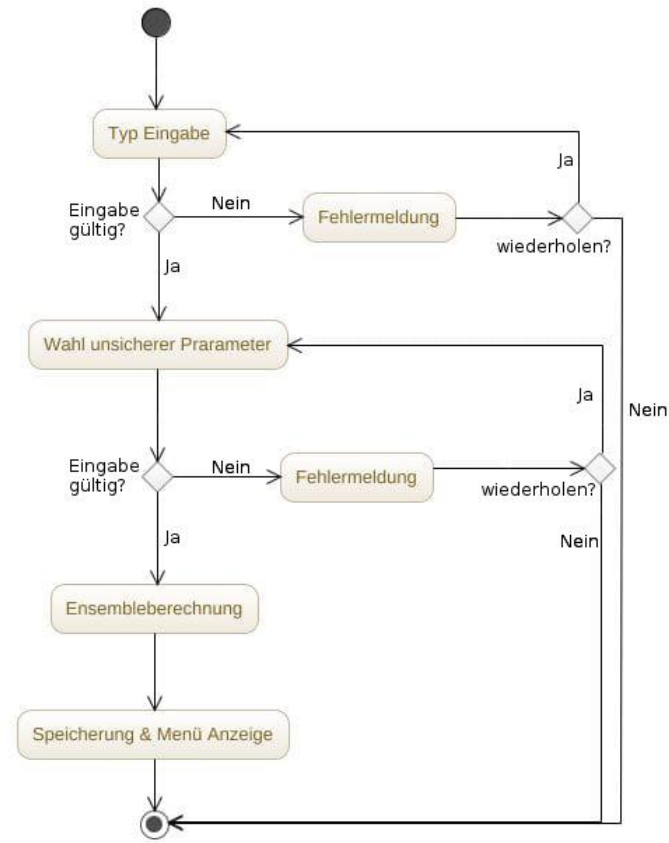 Typ Eingabe
Ja
Eingabe
gültig?
Nein
Fehlermeldung
wiederholen?
Ja
Wahl unsicherer Prarameter
Ja
Nein
Eingabe
gültig?
Nein
Fehlermeldung
wiederholen?
Ja
Nein
Ensembleberechnung
Speicherung & Menü Anzeige